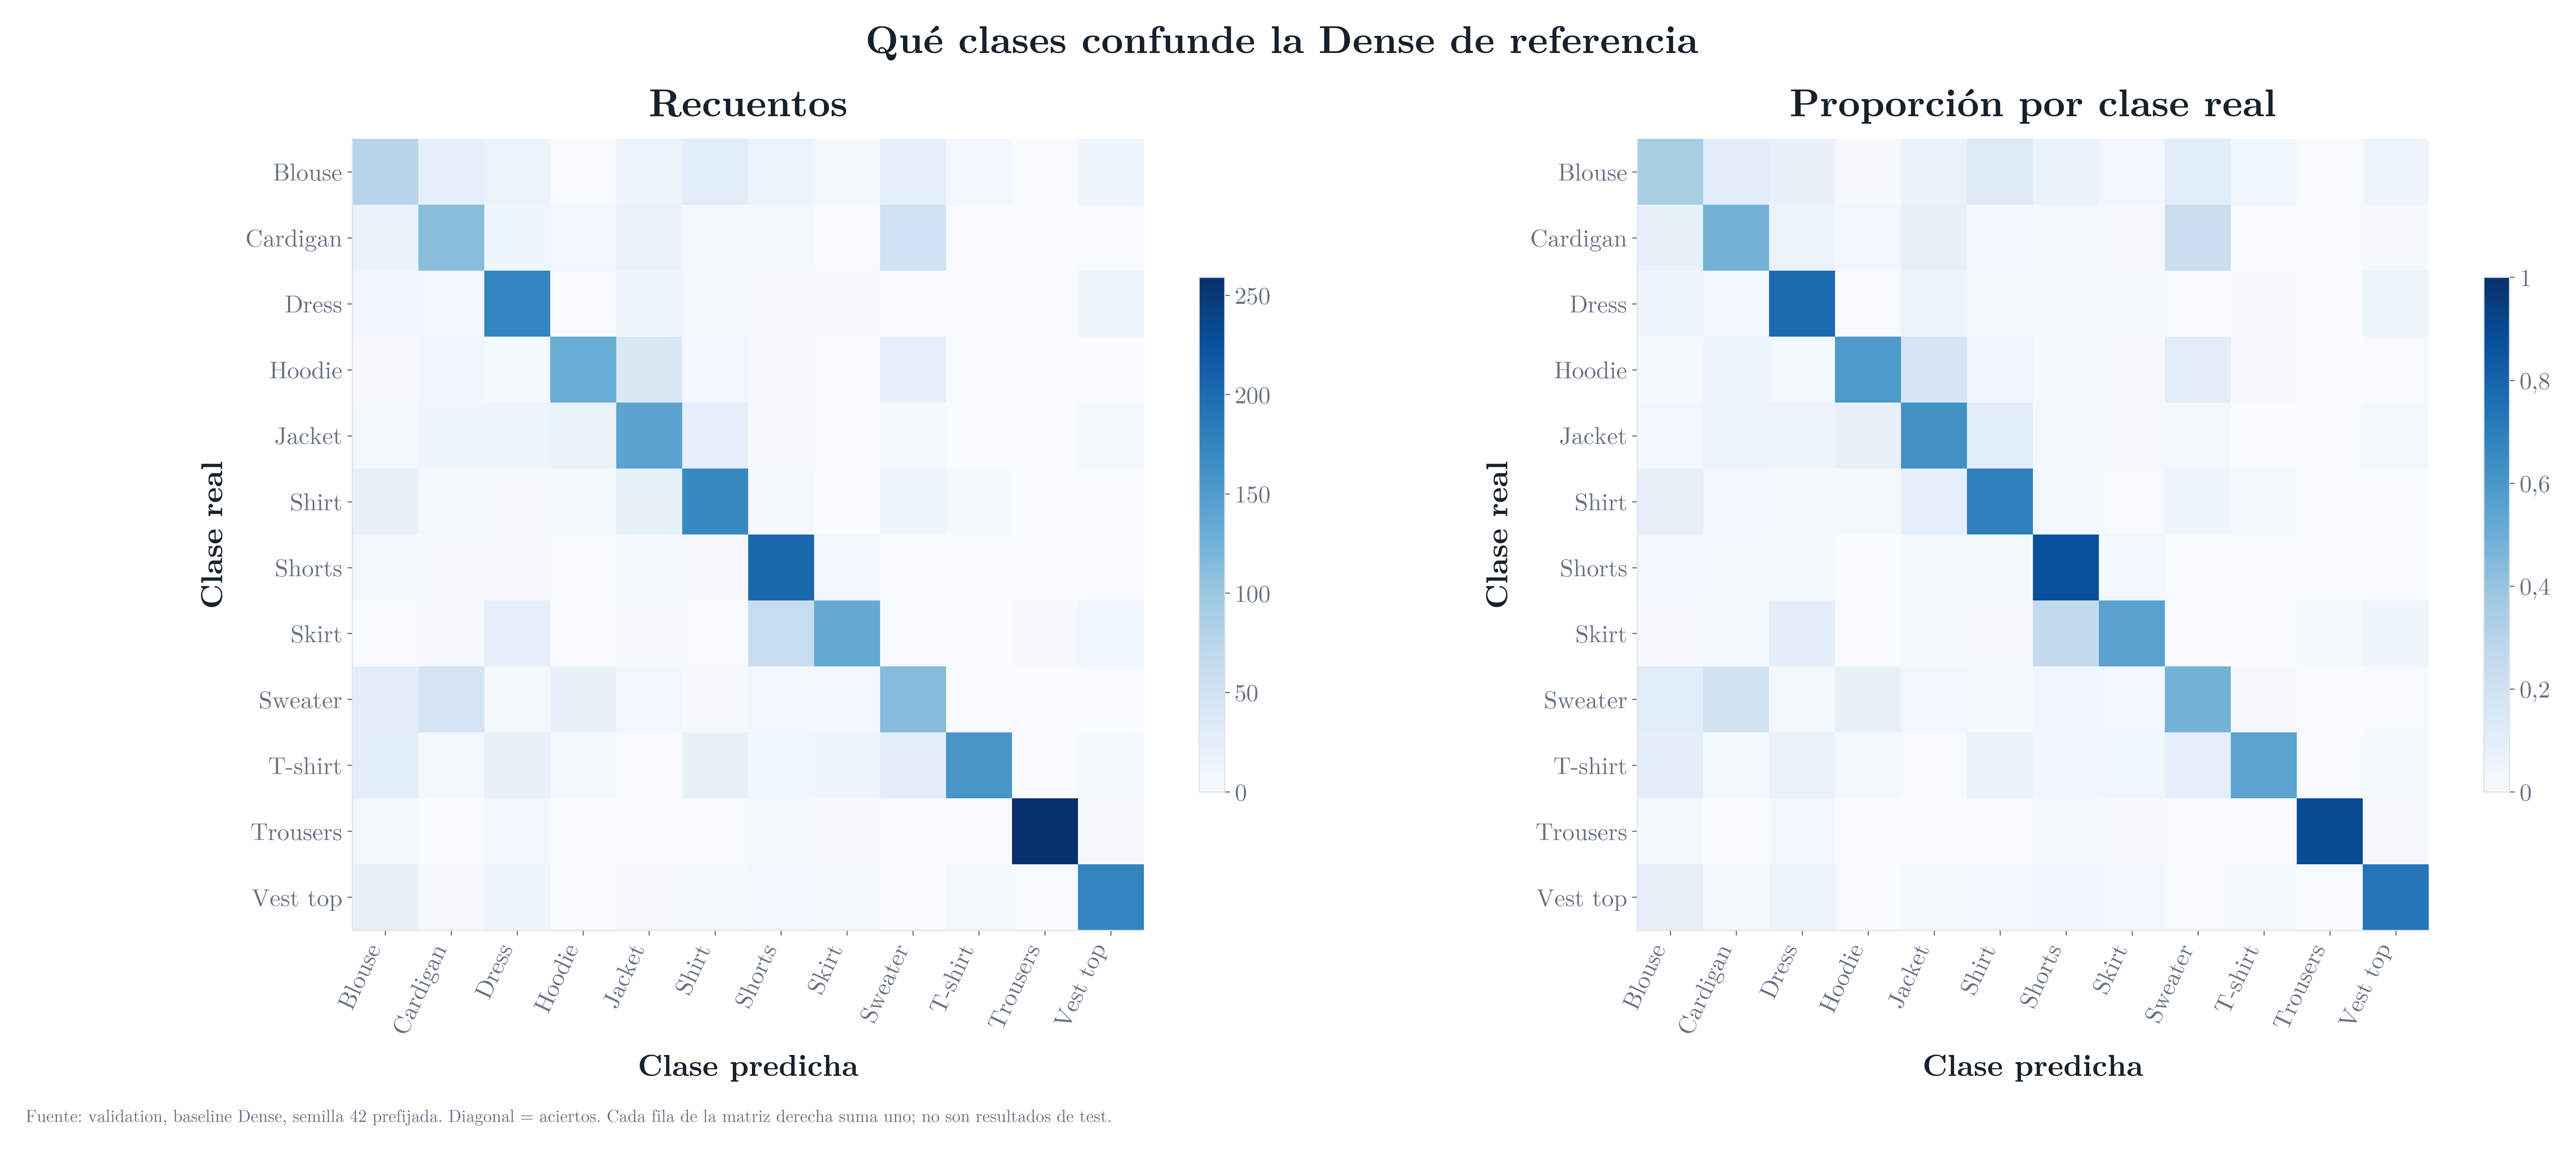 Qué clases confunde la Dense de referencia
Recuentos
Clase real
Blouse
Cardigan
Dress
Hoodie
Jacket
Shirt
Shorts
Skirt
Sweater
T-shirt
Trousers
Vest top
Blouse
Cardigan
Dress
Hoodie
Jacket
Shirt
Shorts
Skirt
Sweater
T-shirt
Trousers
Vest top
Clase predicha
250
200
150
100
50
0
Proporción por clase real
Clase real
Blouse
Cardigan
Dress
Hoodie
Jacket
Shirt
Shorts
Skirt
Sweater
T-shirt
Trousers
Vest top
Blouse
Cardigan
Dress
Hoodie
Jacket
Shirt
Shorts
Skirt
Sweater
T-shirt
Trousers
Vest top
Clase predicha
1
0,8
0,6
0,4
0,2
0
Fuente: validation, baseline Dense, semilla 42 prefijada. Diagonal = aciertos. Cada fila de la matriz derecha suma uno; no son resultados de test.